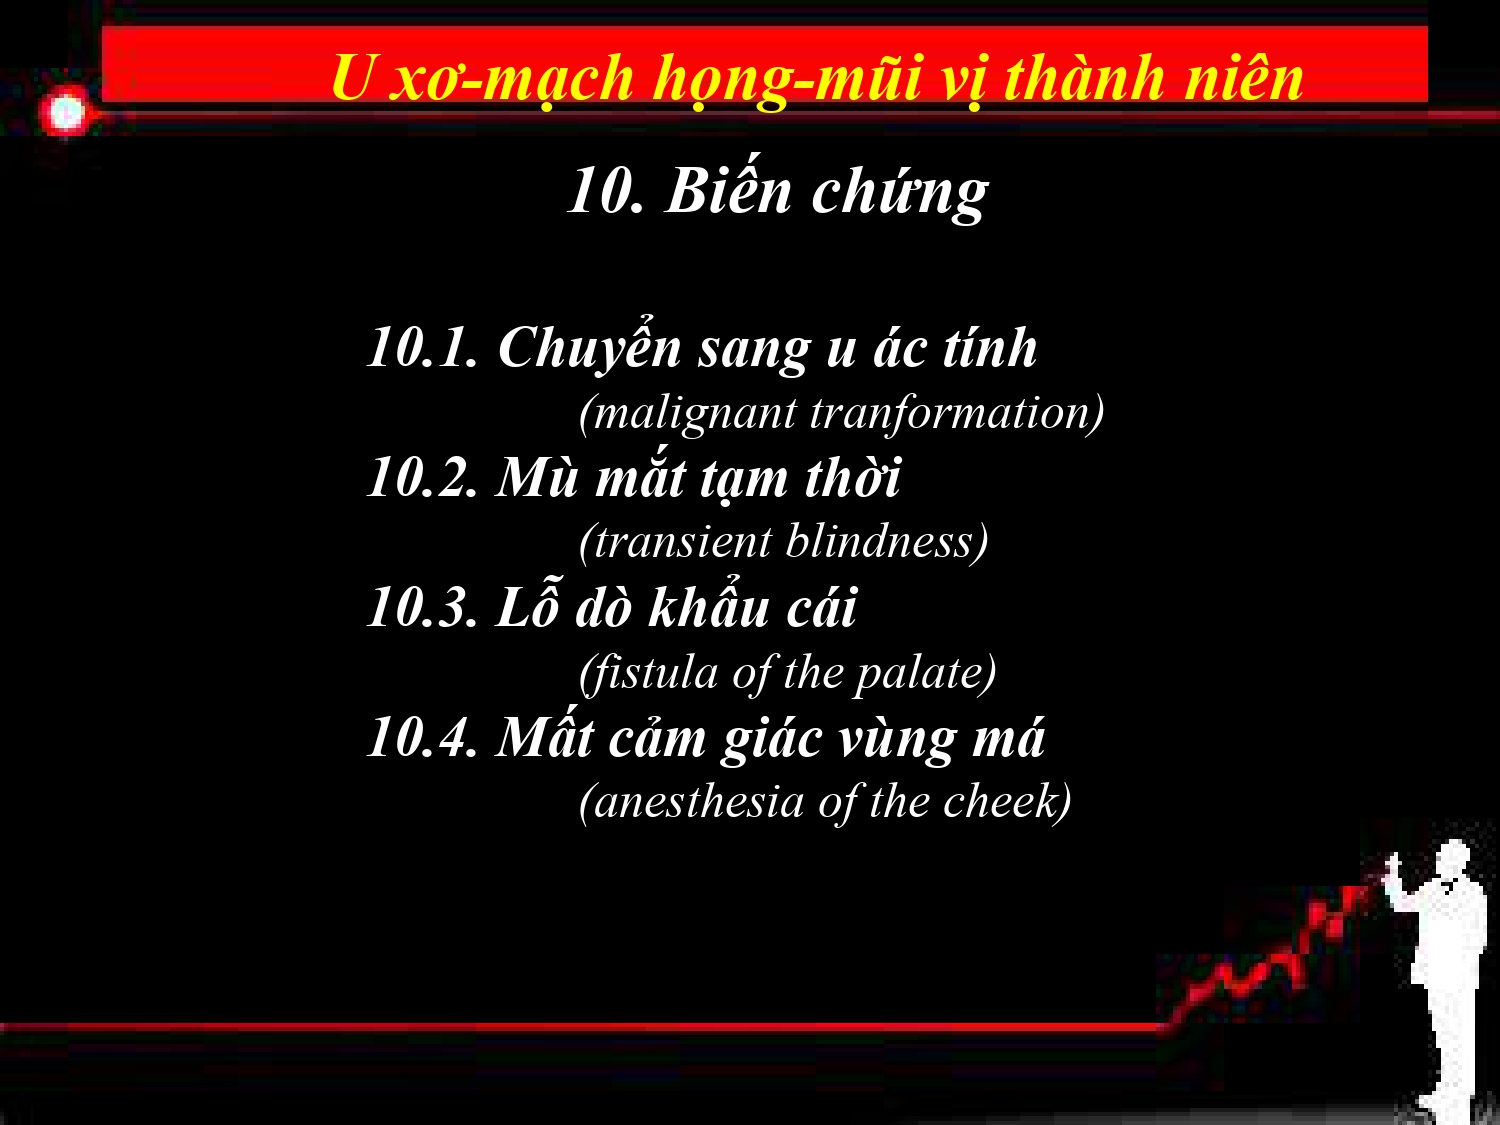 U xơ-mạch họng-mũi vị thành niên
10. Biến chứng
10.1. Chuyển sang u ác tính
(malignant tranformation)
10.2. Mù mắt tạm thời
(transient blindness)
10.3. Lỗ dò khẩu cái
(fistula of the palate)
10.4. Mất cảm giác vùng má
(anesthesia of the cheek)